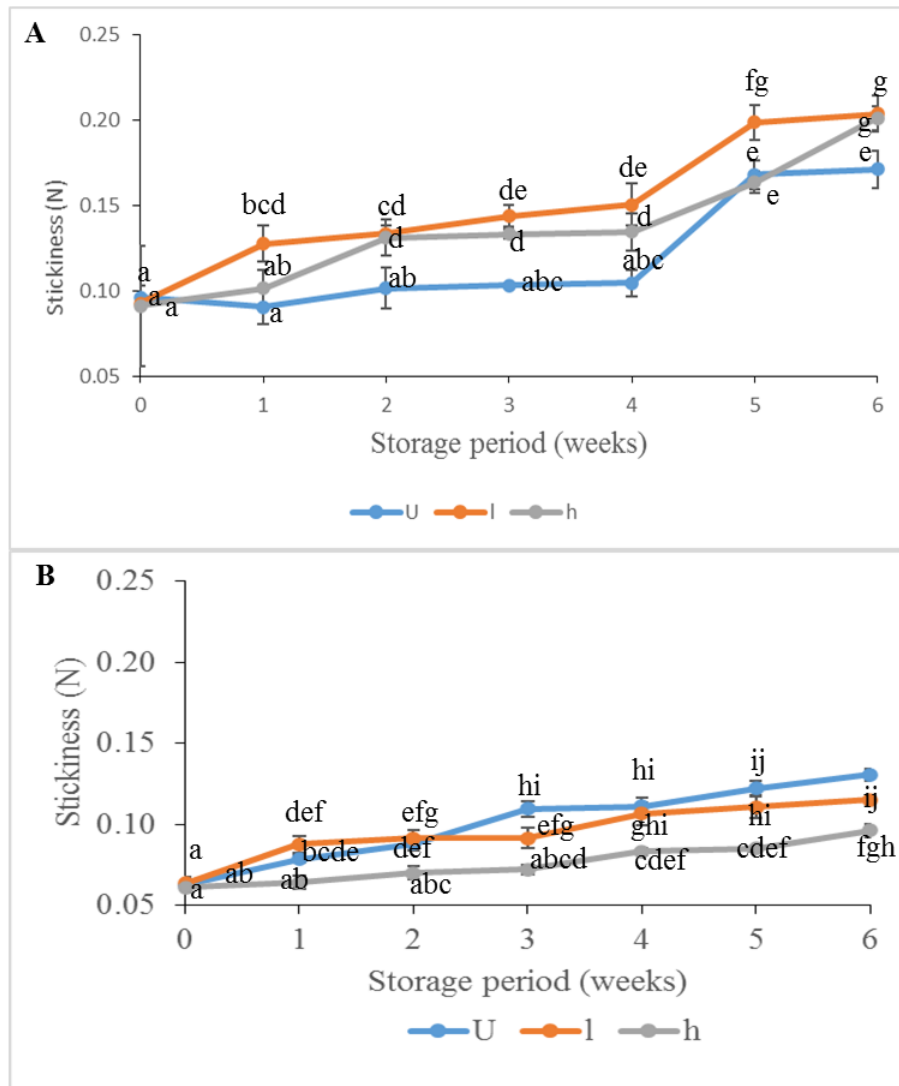 A
0.25
0.20
0.15
0.10
0.05
Stickiness (N)
fg
g
g
e
e
e
de
de
bcd
cd
d
d
d
ab
ab
abc
abc
a
a
a
a
0 1 2 3 4 5 6
Storage period (weeks)
U l h
B
0.25
0.20
0.15
0.10
0.05
Stickiness (N)
ij
hi
hi
ij
hi
def
efg
efg
ghi
a
bcde
def
ab
ab
abcd
cdef
cdef
fgh
a
abc
0 1 2 3 4 5 6
Storage period (weeks)
U l h